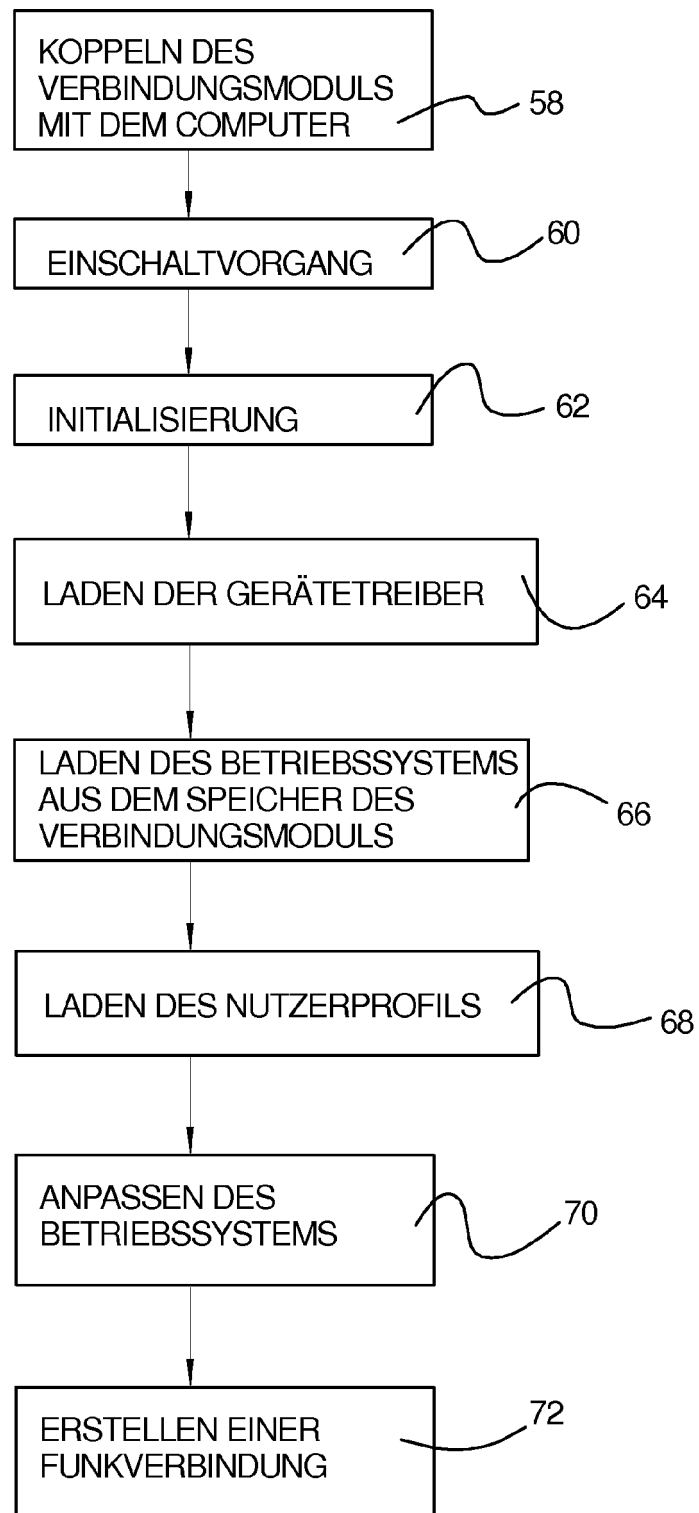 KOPPELN DES
VERBINDUNGSMODULS
MIT DEM COMPUTER
58
60
EINSCHALTVORGANG
INITIALISIERUNG
62
LADEN DER GERÄTETREIBER
64
LADEN DES BETRIEBSSYSTEMS
AUS DEM SPEICHER DES
VERBINDUNGSMODULS
66
LADEN DES NUTZERPROFILS
68
ANPASSEN DES
BETRIEBSSYSTEMS
70
ERSTELLEN EINER
FUNKVERBINDUNG
72